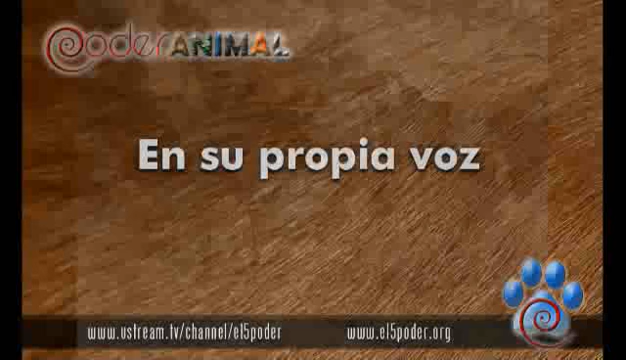 PoderANIMAL
En su propia voz
www.ustream.tv/channel/el5poder
www.el5poder.org